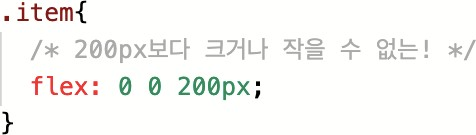 .item{
/* 200px보다 크거나 작을 수 없는! */
flex: 0 0 200px;
}